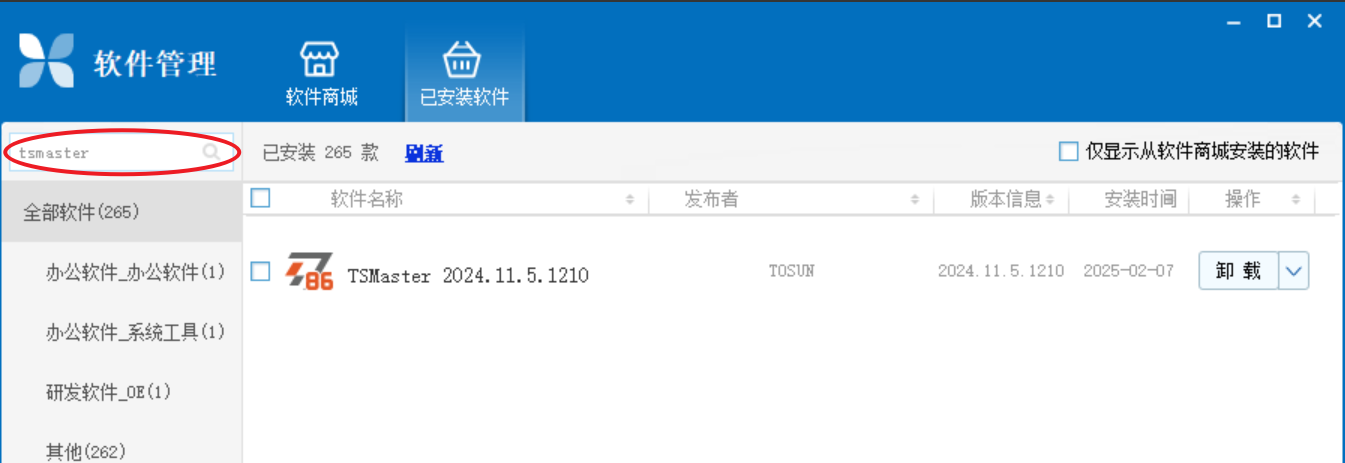 软件管理
软件商城
已安装软件
tsmaster
已安装 265 款 刷新
仅显示从软件商城安装的软件
全部软件(265)
软件名称 发布者 版本信息 安装时间 操作
办公软件_办公软件(1)
86
TSMaster 2024.11.5.1210 TOSUN 2024.11.5.1210 2025-02-07 卸 载
办公软件_系统工具(1)
研发软件_OE(1)
其他(262)